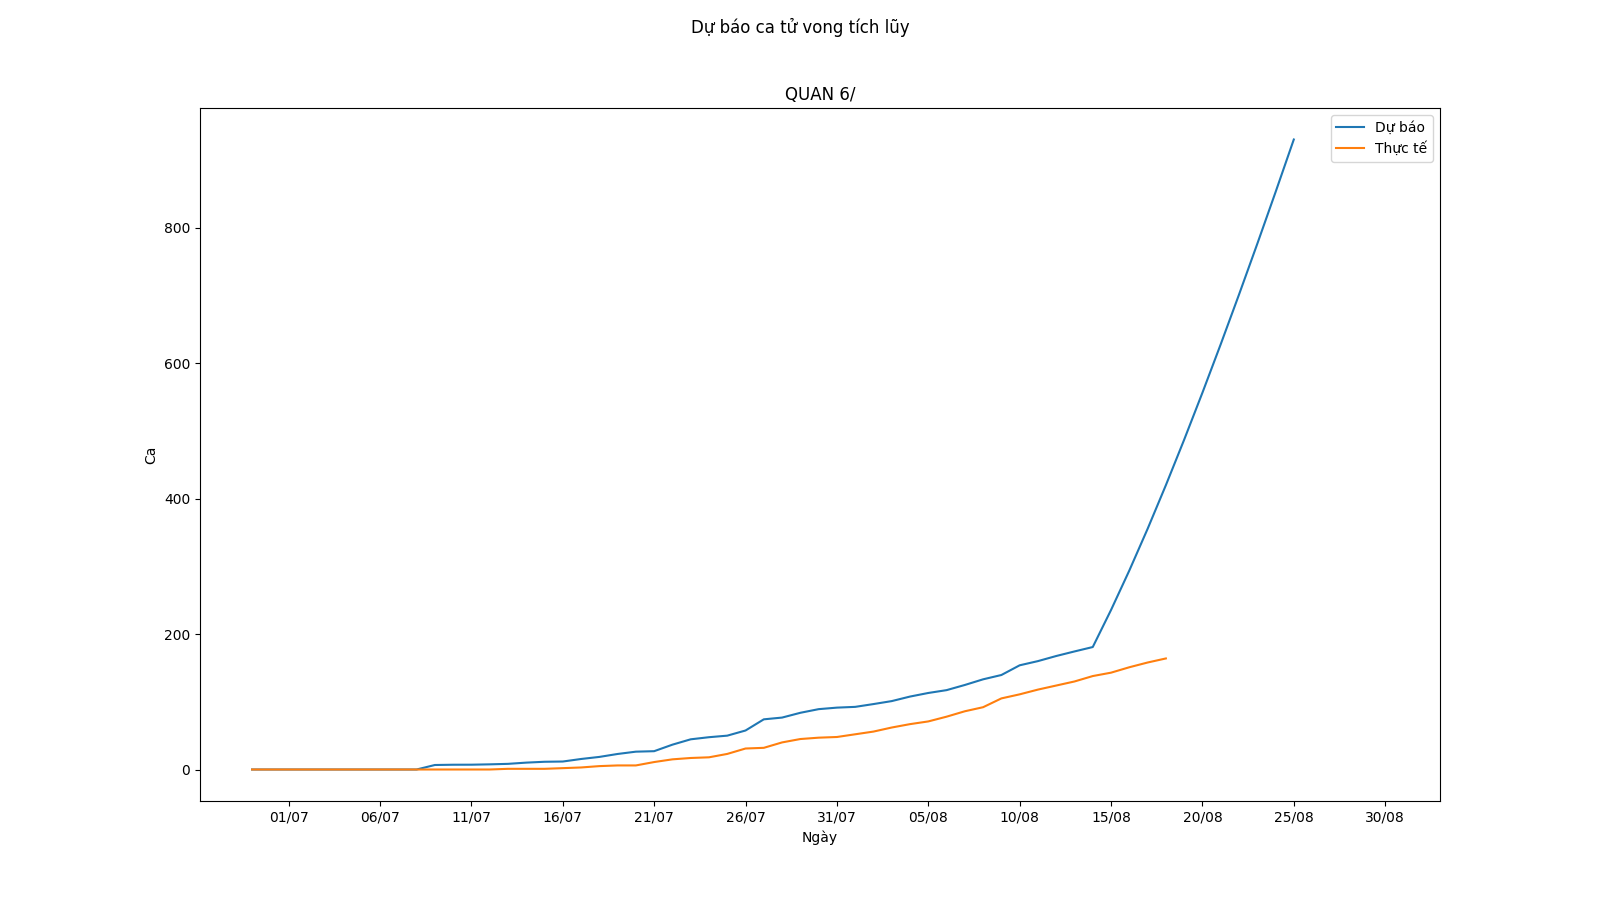 Dự báo ca tử vong tích lũy
QUAN 6/
Dự báo
Thực tế
Ca
800
600
400
200
0
01/07 06/07 11/07 16/07 21/07 26/07 31/07 05/08 10/08 15/08 20/08 25/08 30/08
Ngày